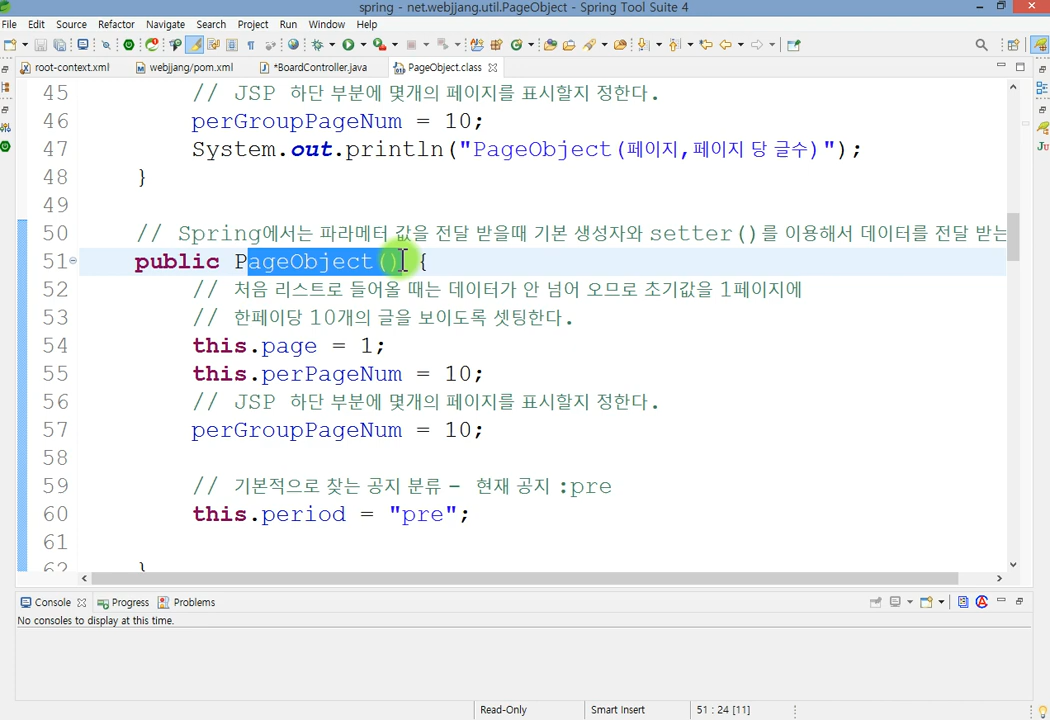 spring - net.webjjang.util.PageObject - Spring Tool Suite 4
File Edit Source Refactor Navigate Search Project Run Window Help
root-context.xml webjjang/pom.xml *BoardController.java PageObject.class
45 // JSP 하단 부분에 몇개의 페이지를 표시할지 정한다.
46 perGroupPageNum = 10;
47 System.out.println("PageObject(페이지,페이지 당 글수)");
48 }
49
50 // Spring에서는 파라메터 값을 전달 받을때 기본 생성자와 setter()를 이용해서 데이터를 전달 받는
51 public PageObject() {
52 // 처음 리스트로 들어올 때는 데이터가 안 넘어 오므로 초기값을 1페이지에
53 // 한페이당 10개의 글을 보이도록 셋팅한다.
54 this.page = 1;
55 this.perPageNum = 10;
56 // JSP 하단 부분에 몇개의 페이지를 표시할지 정한다.
57 perGroupPageNum = 10;
58
59 // 기본적으로 찾는 공지 분류 - 현재 공지 :pre
60 this.period = "pre";
61
62 }
Console Progress Problems
No consoles to display at this time.
Read-Only Smart Insert 51 : 24 [11]